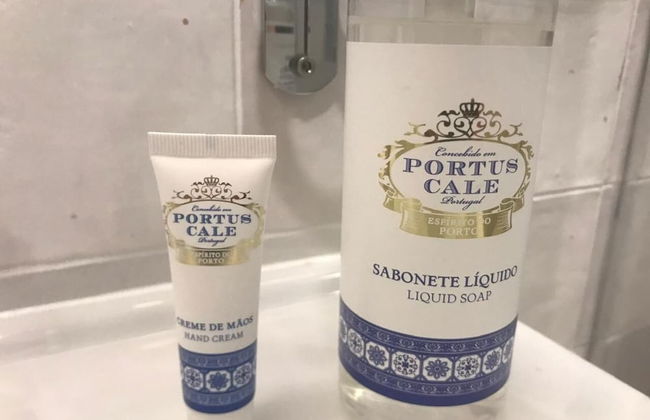 Concebido em
PORTUS
CALE
Portugal
ESPÍRITO DO
PORTO
CREME DE MÃOS
HAND CREAM
Concebido em
PORTUS
CALE
Portugal
ESPÍRITO DO
PORTO
SABONETE LÍQUIDO
LIQUID SOAP